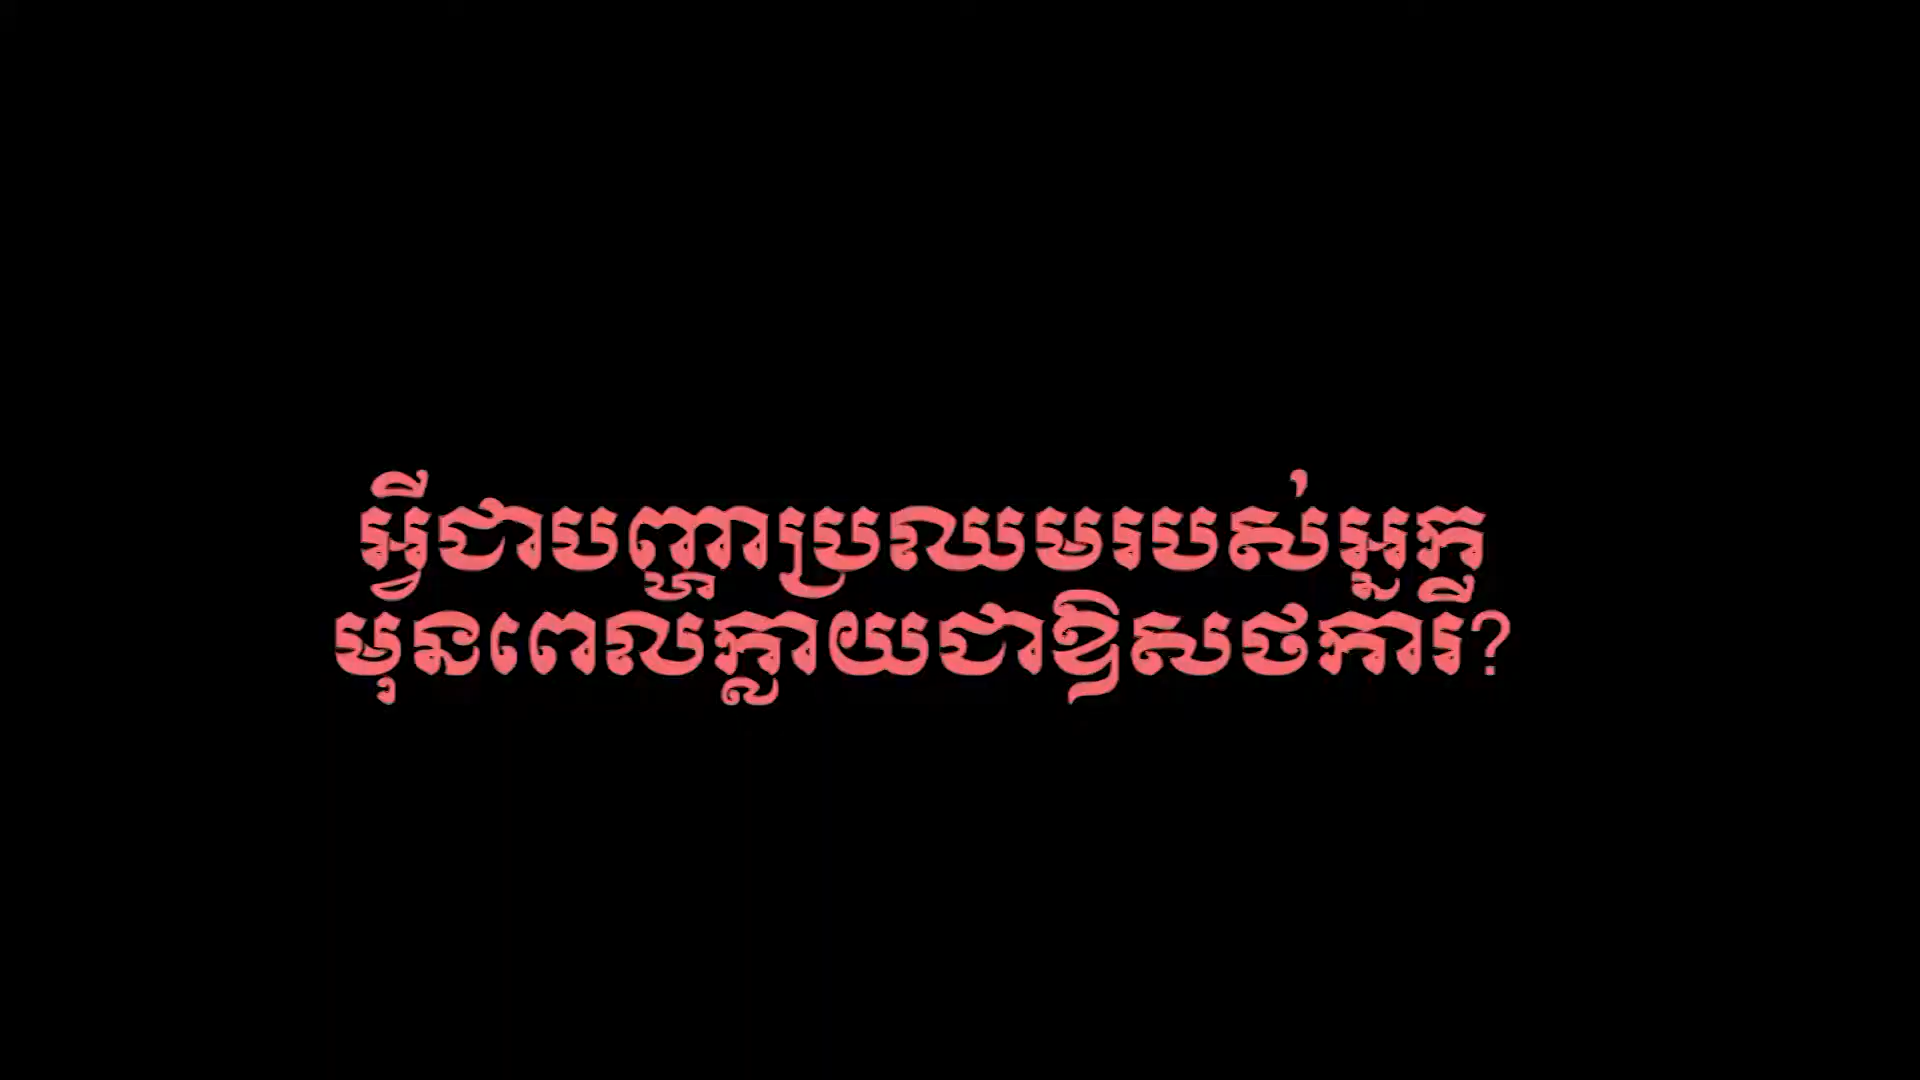 អ្វីជាបញ្ហាប្រឈមរបស់អ្នក
មុនពេលក្លាយជាឱសថការី?